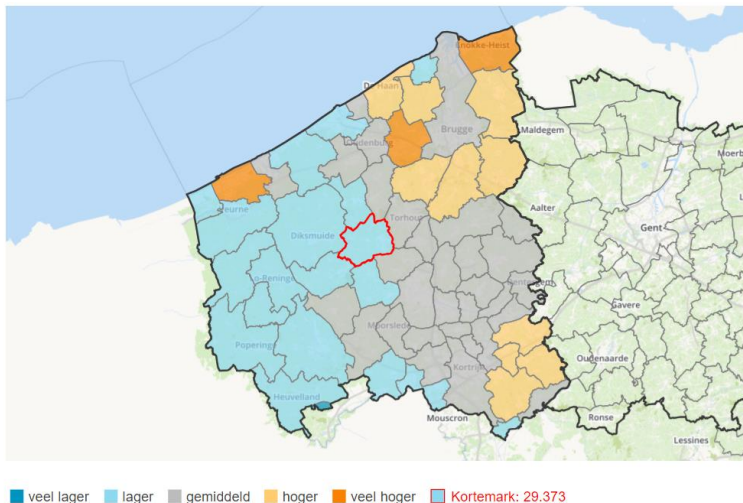 Knokke-Heist
De Haan
Brugge
Maldegem
Oudenburg
Veurne
Torhout
Aalter
Gent
Diksmuide
Lo-Reninge
Gavere
Moorslede
Poperinge
Kortrijk
Oudenaarde
Heuvelland
Mouscron
Ronse
Lessines
veel lager lager gemiddeld hoger veel hoger Kortemark: 29.373